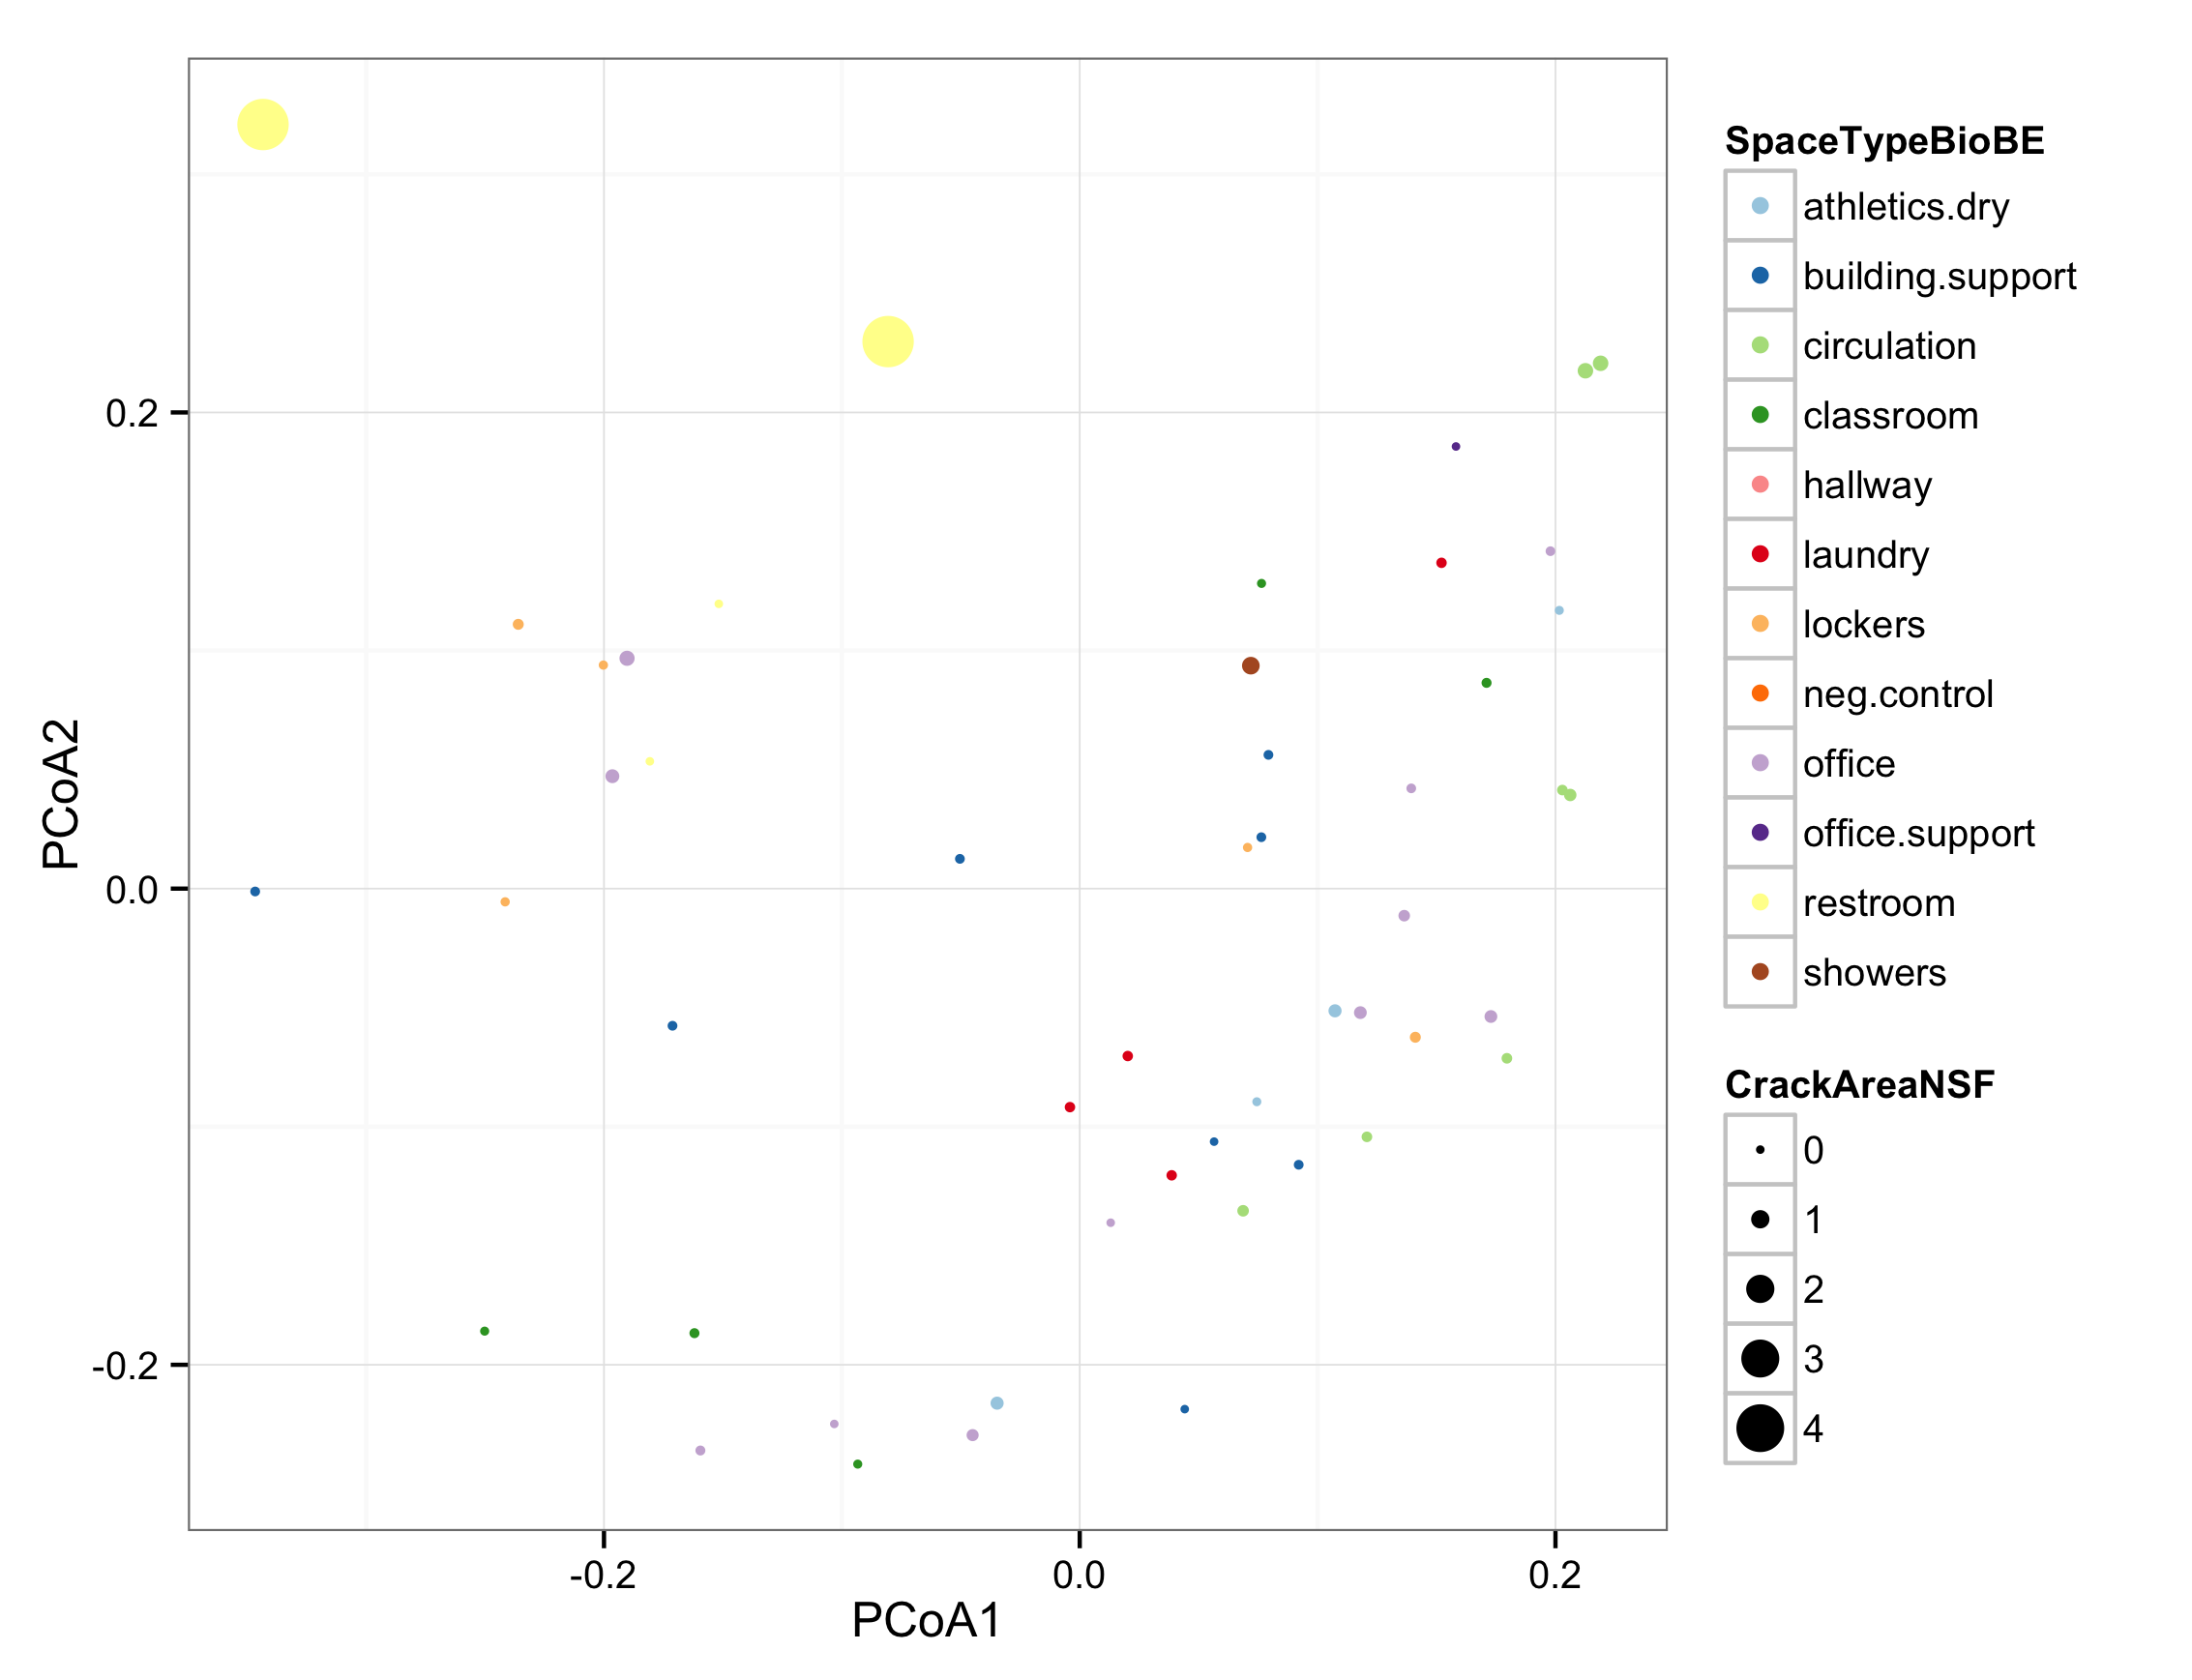 SpaceTypeBioBE
athletics.dry
building.support
circulation
classroom
hallway
laundry
lockers
neg.control
office
office.support
restroom
showers
CrackAreaNSF
0
1
2
3
4
PCoA2
0.2
0.0
-0.2
-0.2 0.0 0.2
PCoA1